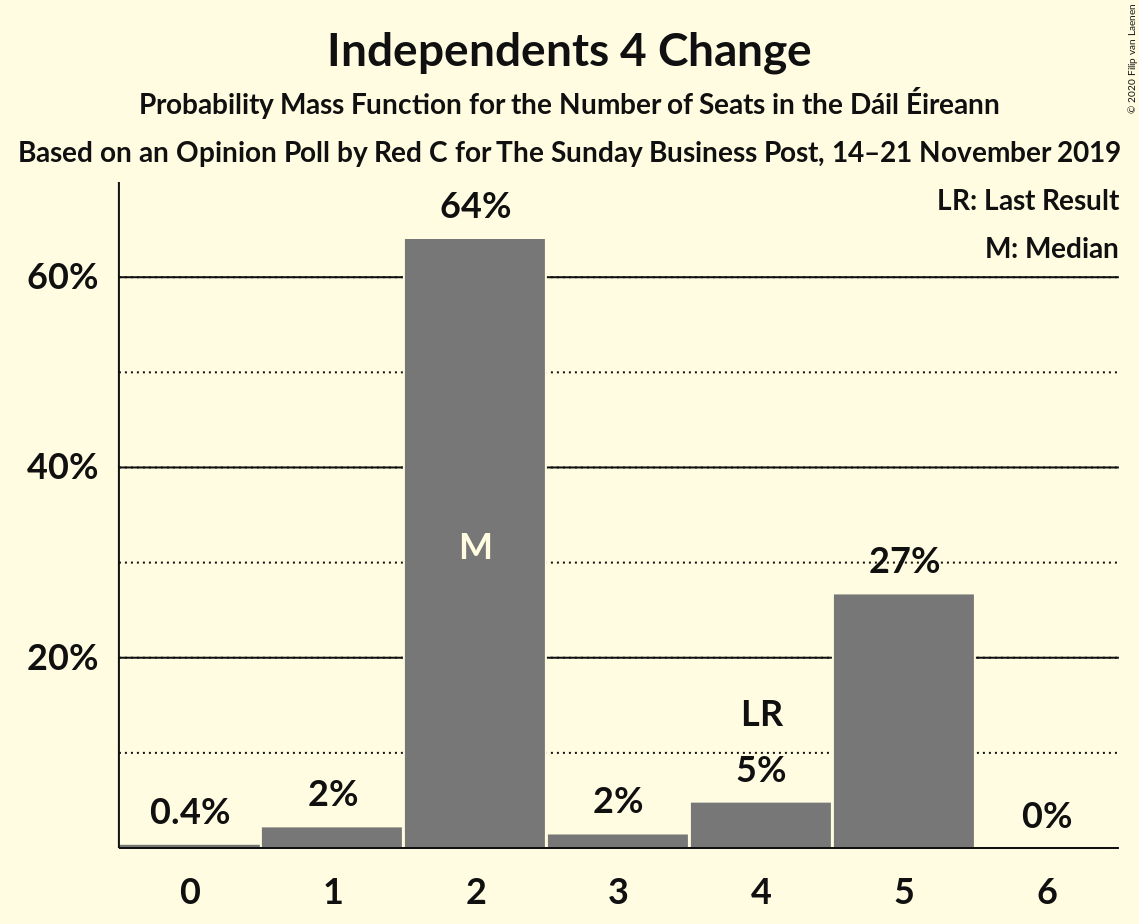 Independents 4 Change
Probability Mass Function for the Number of Seats in the Dáil Éireann
Based on an Opinion Poll by Red C for The Sunday Business Post, 14–21 November 2019
© 2020 Filip van Laenen
LR: Last Result
M: Median
60%
40%
20%
0.4%
2%
64%
M
2%
LR
5%
27%
0%
0 1 2 3 4 5 6